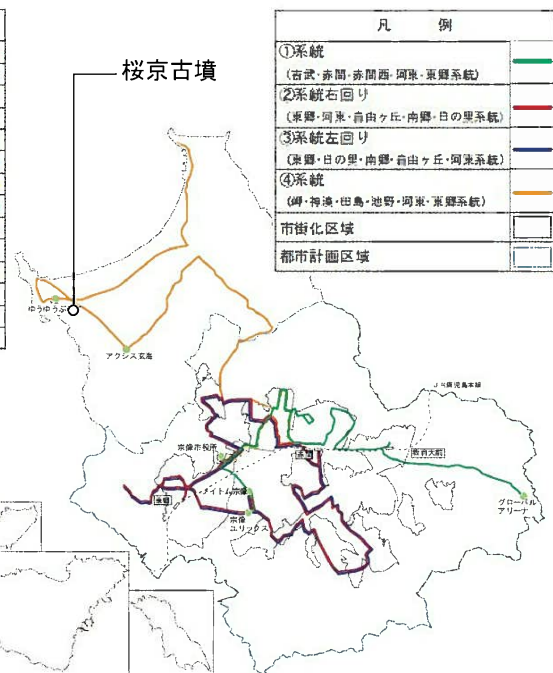 桜京古墳
凡 例
①系統
(吉武・赤間・赤間西・河東・東郷系統)
②系統右回り
(東郷・河東・自由ヶ丘・南郷・日の里系統)
③系統左回り
(東郷・日の里・南郷・自由ヶ丘・河東系統)
④系統
(岬・神湊・田島・池野・河東・東郷系統)
市街化区域
都市計画区域
ゆうゆうぷ
アクシス玄海
JR鹿児島本線
宗像市役所
赤間
教育大前
東郷
メイトム宗像
宗像
ユリックス
グローバル
アリーナ